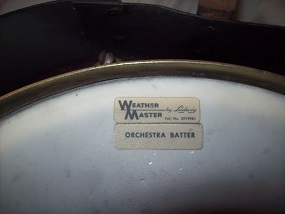 WEATHER
MASTER by Ludwig
ORCHESTRA BATTER